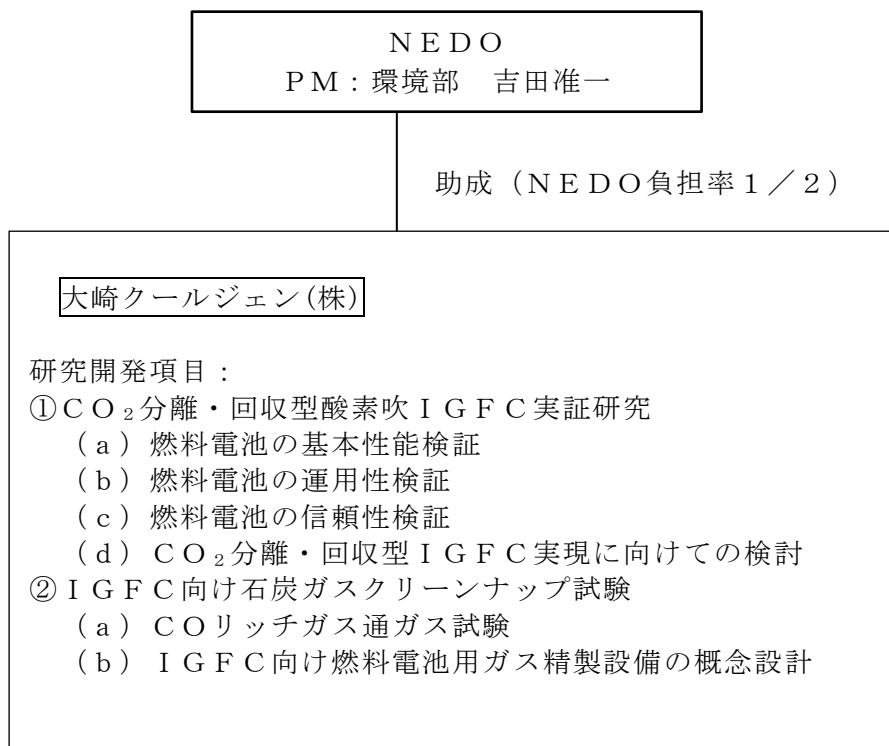 ＮＥＤＯ
ＰＭ：環境部　吉田准一
助成（ＮＥＤＯ負担率１／２）
大崎クールジェン(株)
研究開発項目：
①ＣＯ₂分離・回収型酸素吹ＩＧＦＣ実証研究
（ａ）燃料電池の基本性能検証
（ｂ）燃料電池の運用性検証
（ｃ）燃料電池の信頼性検証
（ｄ）ＣＯ₂分離・回収型ＩＧＦＣ実現に向けての検討
②ＩＧＦＣ向け石炭ガスクリーンナップ試験
（ａ）ＣＯリッチガス通ガス試験
（ｂ）ＩＧＦＣ向け燃料電池用ガス精製設備の概念設計